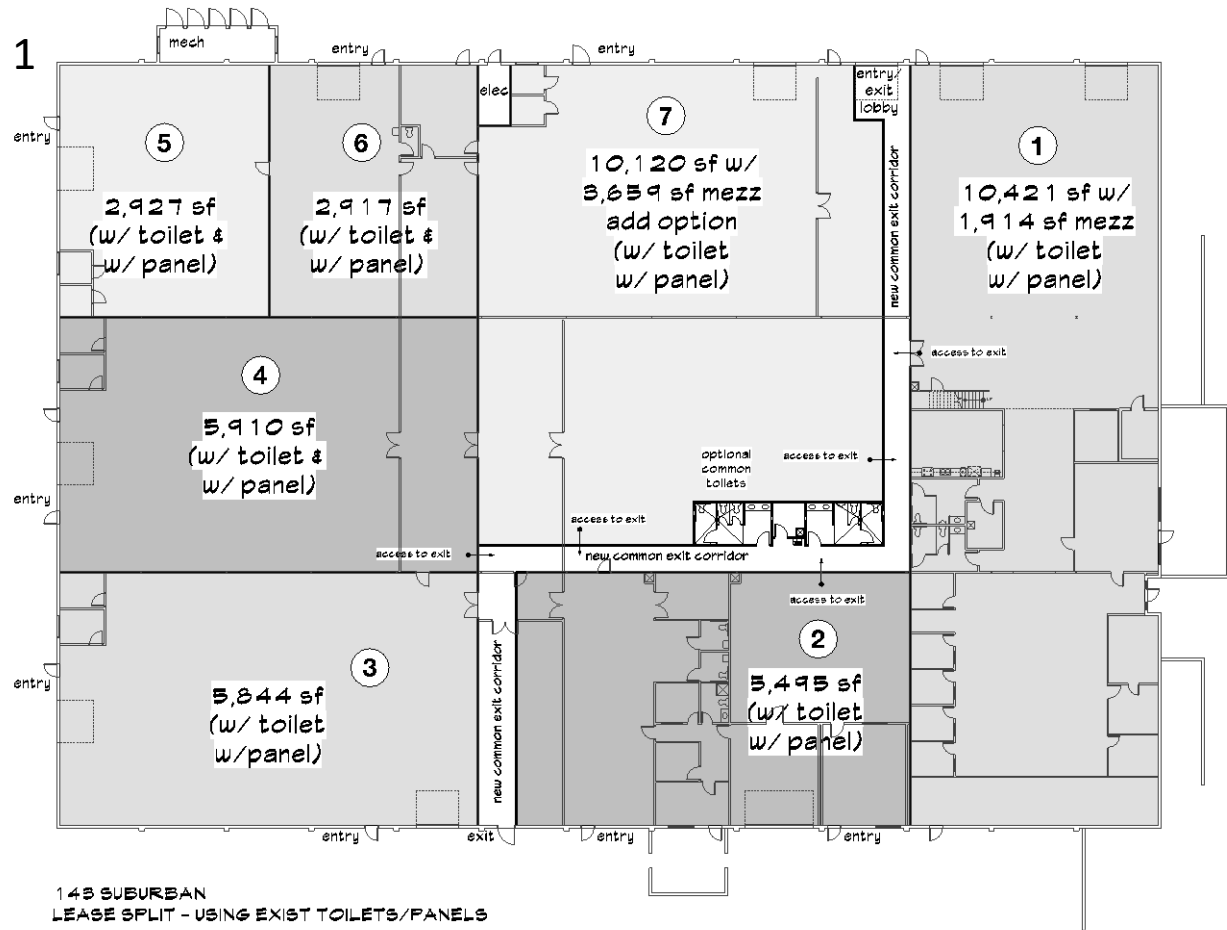 1
mech
entry
entry
elec
entry/
exit
lobby
entry
5
2,927 sf
(w/ toilet &
w/ panel)
6
2,917 sf
(w/ toilet &
w/ panel)
7
10,120 sf w/
3,659 sf mezz
add option
(w/ toilet
w/ panel)
new common exit corridor
1
10,421 sf w/
1,914 sf mezz
(w/ toilet
w/ panel)
access to exit
4
5,910 sf
(w/ toilet &
w/ panel)
entry
entry
optional
common
toilets
access to exit
access to exit
access to exit
new common exit corridor
access to exit
3
5,844 sf
(w/ toilet
w/panel)
entry
new common exit corridor
2
5,495 sf
(w/ toilet
w/ panel)
entry
exit
entry
entry
143 SUBURBAN
LEASE SPLIT - USING EXIST TOILETS/PANELS